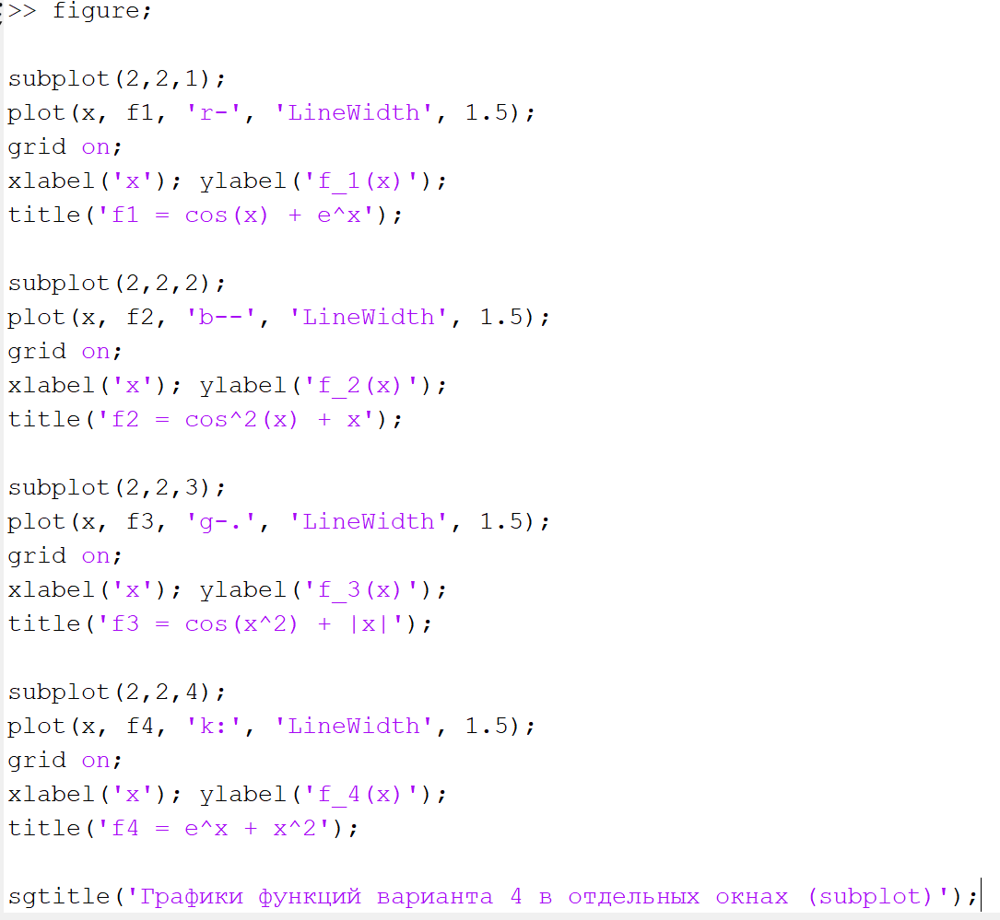 >> figure;
subplot(2,2,1);
plot(x, f1, 'r-', 'LineWidth', 1.5);
grid on;
xlabel('x'); ylabel('f_1(x)');
title('f1 = cos(x) + e^x');
subplot(2,2,2);
plot(x, f2, 'b--', 'LineWidth', 1.5);
grid on;
xlabel('x'); ylabel('f_2(x)');
title('f2 = cos^2(x) + x');
subplot(2,2,3);
plot(x, f3, 'g-.', 'LineWidth', 1.5);
grid on;
xlabel('x'); ylabel('f_3(x)');
title('f3 = cos(x^2) + |x|');
subplot(2,2,4);
plot(x, f4, 'k:', 'LineWidth', 1.5);
grid on;
xlabel('x'); ylabel('f_4(x)');
title('f4 = e^x + x^2');
sgtitle('Графики функций варианта 4 в отдельных окнах (subplot)');